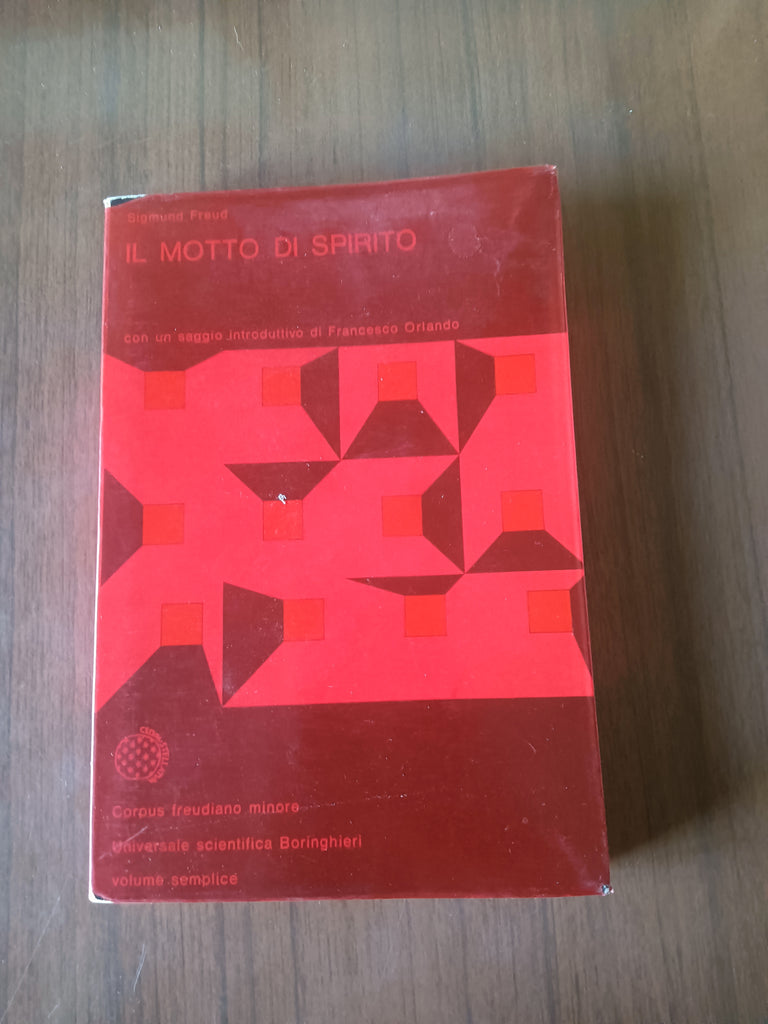 Sigmund Freud
IL MOTTO DI SPIRITO
con un saggio introduttivo di Francesco Orlando
Corpus freudiano minore
Universale scientifica Boringhieri
volume semplice